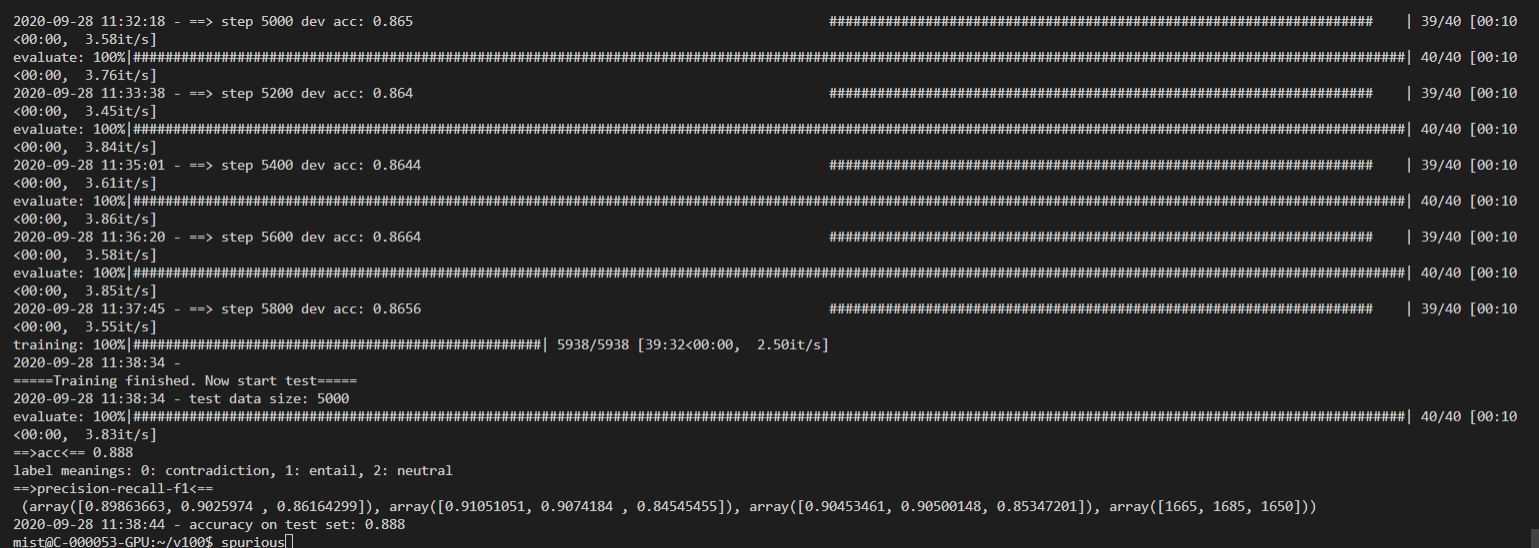 2020-09-28 11:32:18 - ==> step 5000 dev acc: 0.865 #################################################################### | 39/40 [00:10
<00:00, 3.58it/s]
evaluate: 100%|###############################################################################################################################################################| 40/40 [00:10
<00:00, 3.76it/s]
2020-09-28 11:33:38 - ==> step 5200 dev acc: 0.864 #################################################################### | 39/40 [00:10
<00:00, 3.45it/s]
evaluate: 100%|###############################################################################################################################################################| 40/40 [00:10
<00:00, 3.84it/s]
2020-09-28 11:35:01 - ==> step 5400 dev acc: 0.8644 #################################################################### | 39/40 [00:10
<00:00, 3.61it/s]
evaluate: 100%|###############################################################################################################################################################| 40/40 [00:10
<00:00, 3.86it/s]
2020-09-28 11:36:20 - ==> step 5600 dev acc: 0.8664 #################################################################### | 39/40 [00:10
<00:00, 3.58it/s]
evaluate: 100%|###############################################################################################################################################################| 40/40 [00:10
<00:00, 3.85it/s]
2020-09-28 11:37:45 - ==> step 5800 dev acc: 0.8656 #################################################################### | 39/40 [00:10
<00:00, 3.55it/s]
training: 100%|###################################################| 5938/5938 [39:32<00:00, 2.50it/s]
2020-09-28 11:38:34 -
=====Training finished. Now start test=====
2020-09-28 11:38:34 - test data size: 5000
evaluate: 100%|###############################################################################################################################################################| 40/40 [00:10
<00:00, 3.83it/s]
==>acc<== 0.888
label meanings: 0: contradiction, 1: entail, 2: neutral
==>precision-recall-f1<==
(array([0.89863663, 0.9025974 , 0.86164299]), array([0.91051051, 0.9074184 , 0.84545455]), array([0.90453461, 0.90500148, 0.85347201]), array([1665, 1685, 1650]))
2020-09-28 11:38:44 - accuracy on test set: 0.888
mist@C-000053-GPU:~/v100$ spurious